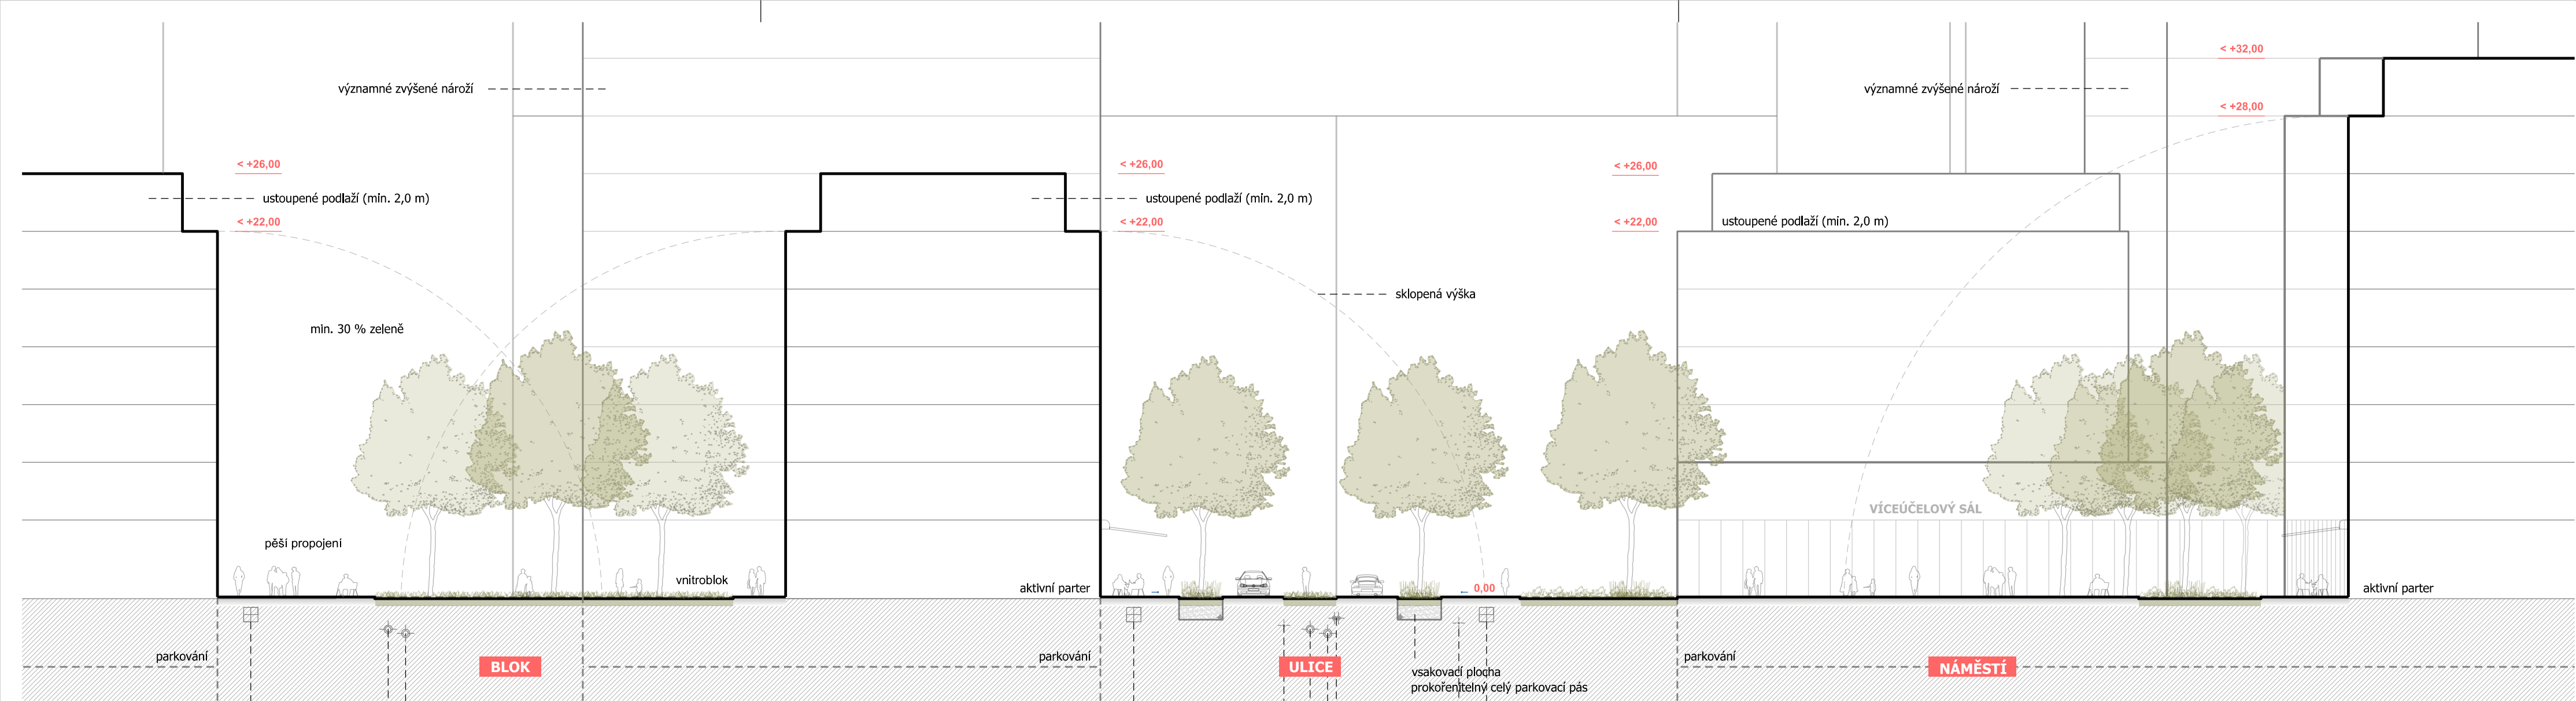 < +32,00
významné zvýšené nároží
významné zvýšené nároží
< +28,00
< +26,00
< +26,00
< +26,00
ustoupené podlaží (min. 2,0 m)
ustoupené podlaží (min. 2,0 m)
< +22,00
< +22,00
< +22,00
ustoupené podlaží (min. 2,0 m)
sklopená výška
min. 30 % zeleně
VÍCEÚČELOVÝ SÁL
pěší propojení
vnitroblok
aktivní parter
0,00
aktivní parter
parkování
BLOK
parkování
ULICE
parkování
NÁMĚSTÍ
vsakovací plocha
prokořenitelný celý parkovací pás